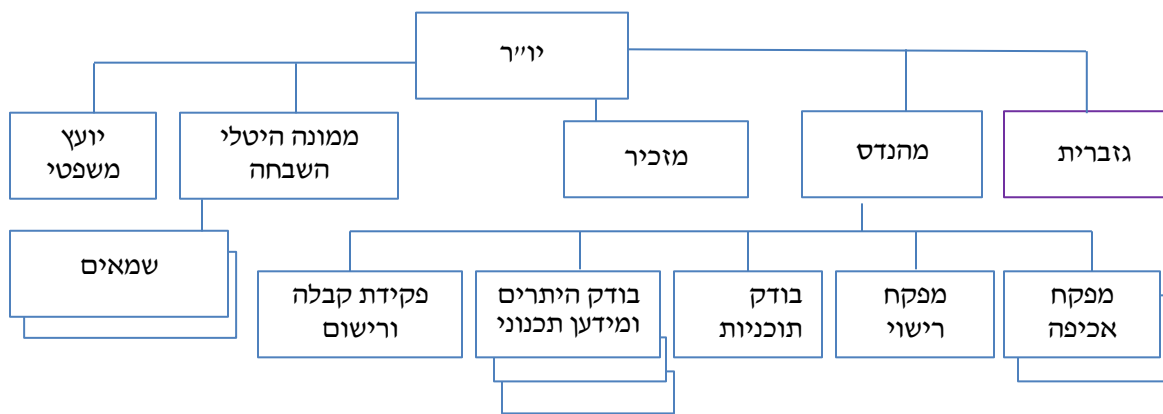 יו"ר
גזברית
מהנדס
מזכיר
ממונה היטלי
השבחה
יועץ
משפטי
שמאים
מפקח
אכיפה
מפקח
רישוי
בודק
תוכניות
בודק היתרים
ומידען תכנוני
פקידת קבלה
ורישום